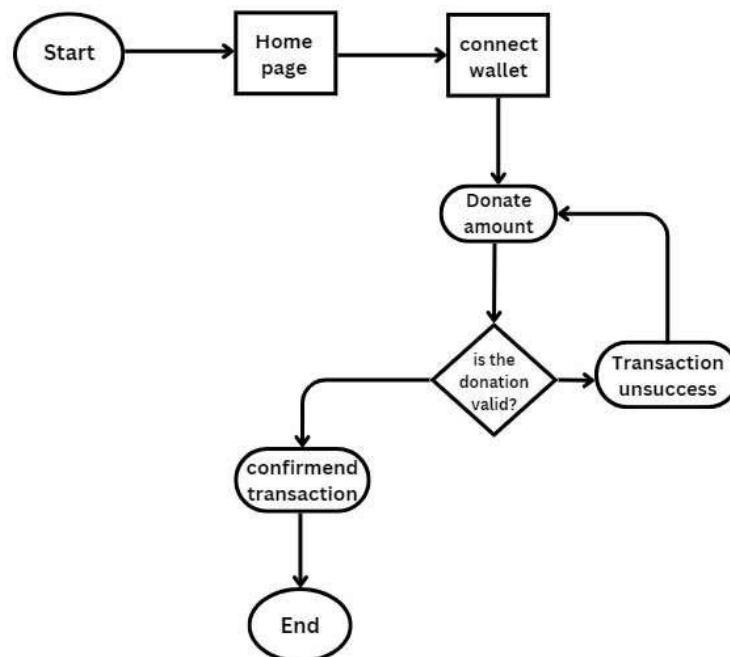 Start
Home
page
connect
wallet
Donate
amount
is the
donation
valid?
Transaction
unsuccess
confirmend
transaction
End